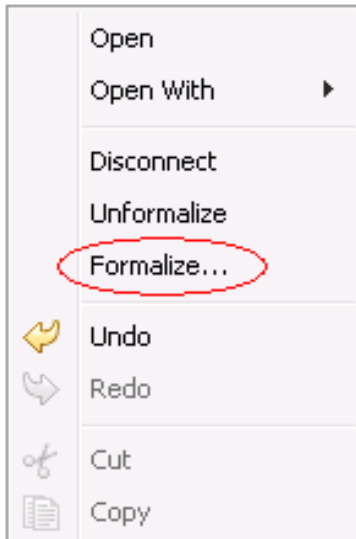 Open
Open With
Disconnect
Unformalize
Formalize...
Undo
Redo
Cut
Copy